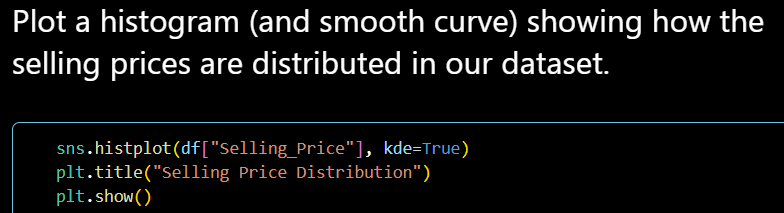 Plot a histogram (and smooth curve) showing how the
selling prices are distributed in our dataset.
sns.histplot(df["Selling_Price"], kde=True)
plt.title("Selling Price Distribution")
plt.show()